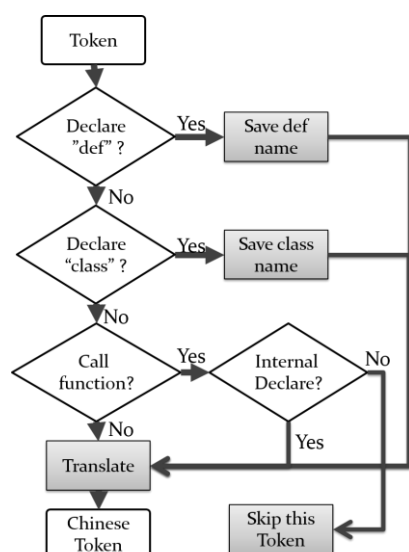 Token
Declare
"def" ?
Yes
Save def
name
No
Declare
"class" ?
Yes
Save class
name
No
Call
function?
Yes
Internal
Declare?
No
No
Yes
Translate
Chinese
Token
Skip this
Token